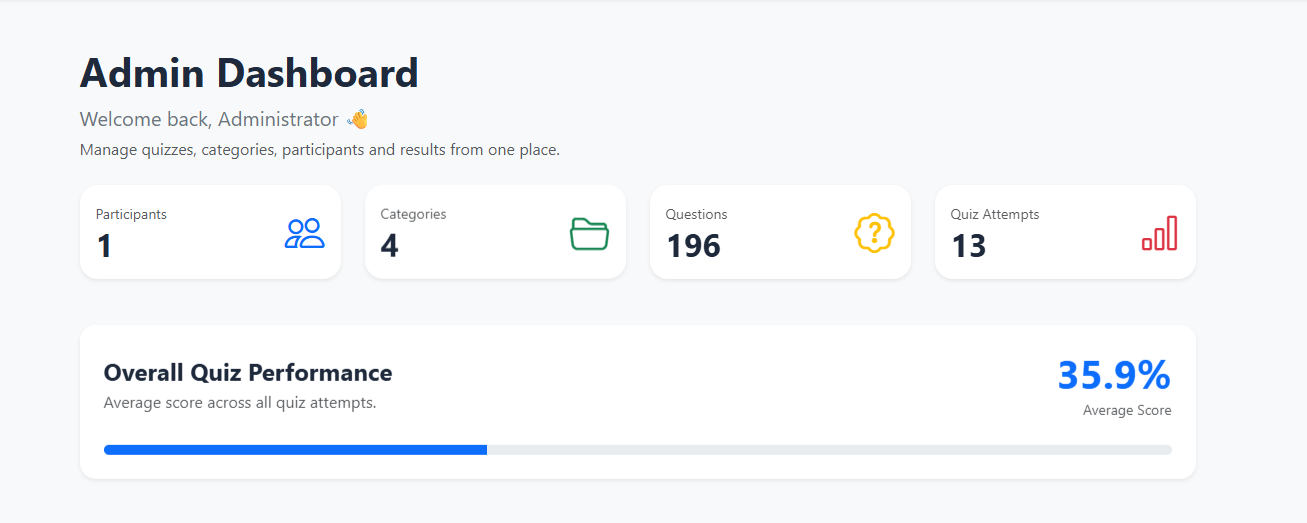 Admin Dashboard
Welcome back, Administrator 👋
Manage quizzes, categories, participants and results from one place.
Participants
1
Categories
4
Questions
196
Quiz Attempts
13
Overall Quiz Performance
Average score across all quiz attempts.
35.9%
Average Score